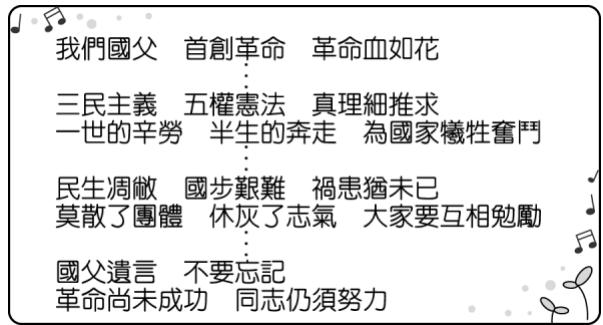 我們國父　首創革命　革命血如花
⋮
三民主義　五權憲法　真理細推求
一世的辛勞　半生的奔走　為國家犧牲奮鬥
⋮
民生凋敝　國步艱難　禍患猶未已
莫散了團體　休灰了志氣　大家要互相勉勵
⋮
國父遺言　不要忘記
革命尚未成功　同志仍須努力